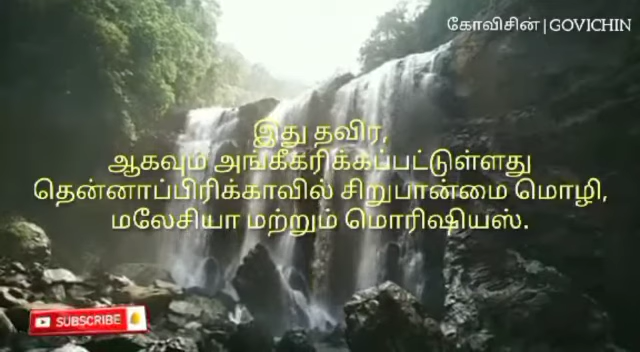 கோவிசின் | GOVICHIN
இது தவிர,
ஆகவும் அங்கீகரிக்கப்பட்டுள்ளது
தென்னாப்பிரிக்காவில் சிறுபான்மை மொழி,
மலேசியா மற்றும் மொரிஷியஸ்.
SUBSCRIBE